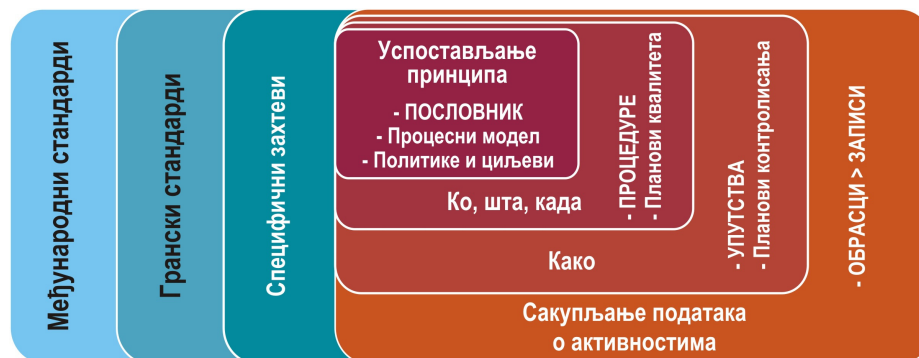 Међународни стандарди
Грански стандарди
Специфични захтеви
Успостављање
принципа
- ПОСЛОВНИК
- Процесни модел
- Политике и циљеви
Ко, шта, када
- ПРОЦЕДУРЕ
- Планови квалитета
Како
- УПУТСТВА
- Планови контролисања
Сакупљање података
о активностима
- ОБРАСЦИ > ЗАПИСИ